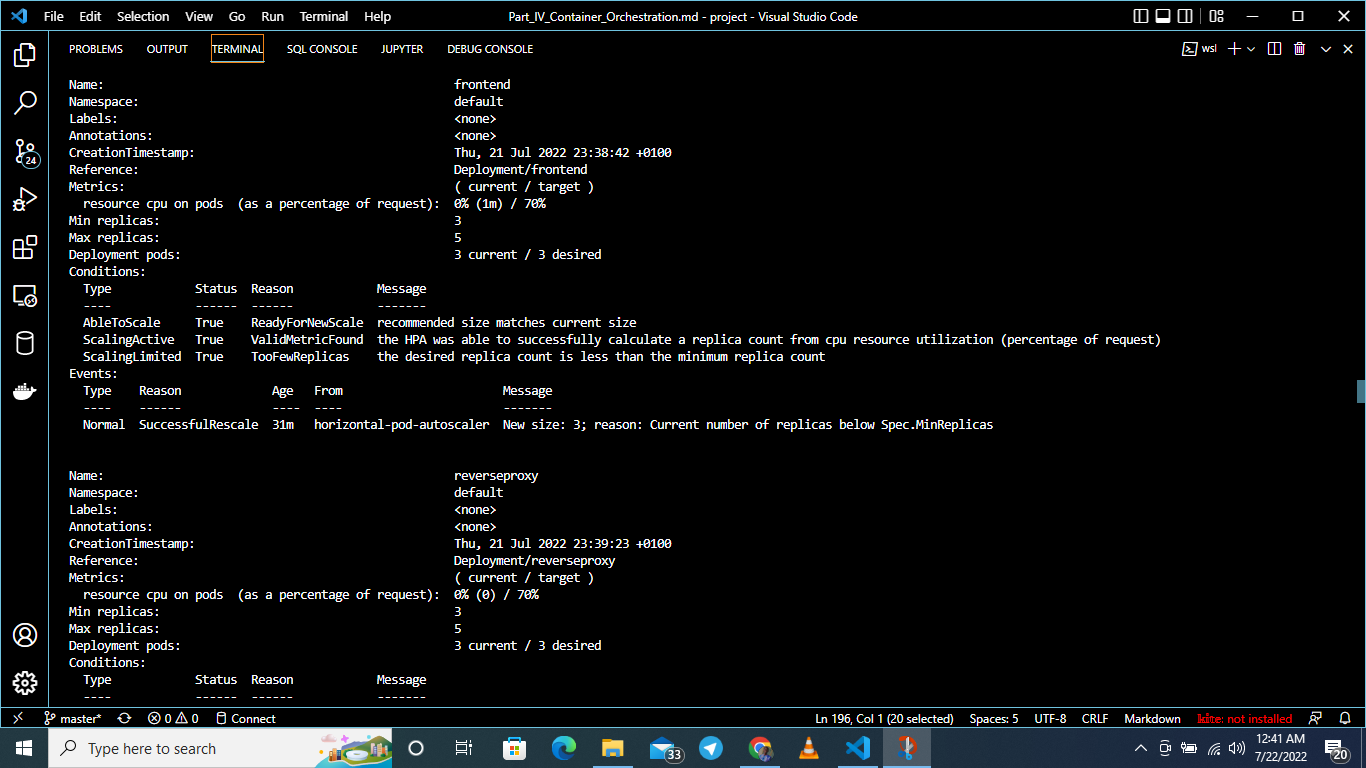 File Edit Selection View Go Run Terminal Help Part_IV_Container_Orchestration.md - project - Visual Studio Code
PROBLEMS OUTPUT TERMINAL SQL CONSOLE JUPYTER DEBUG CONSOLE wsl
Name: frontend
Namespace: default
Labels: <none>
Annotations: <none>
CreationTimestamp: Thu, 21 Jul 2022 23:38:42 +0100
Reference: Deployment/frontend
Metrics: ( current / target )
resource cpu on pods (as a percentage of request): 0% (1m) / 70%
Min replicas: 3
Max replicas: 5
Deployment pods: 3 current / 3 desired
Conditions:
Type Status Reason Message
---- ------ ------ -------
AbleToScale True ReadyForNewScale recommended size matches current size
ScalingActive True ValidMetricFound the HPA was able to successfully calculate a replica count from cpu resource utilization (percentage of request)
ScalingLimited True TooFewReplicas the desired replica count is less than the minimum replica count
Events:
Type Reason Age From Message
---- ------ ---- ---- -------
Normal SuccessfulRescale 31m horizontal-pod-autoscaler New size: 3; reason: Current number of replicas below Spec.MinReplicas
Name: reverseproxy
Namespace: default
Labels: <none>
Annotations: <none>
CreationTimestamp: Thu, 21 Jul 2022 23:39:23 +0100
Reference: Deployment/reverseproxy
Metrics: ( current / target )
resource cpu on pods (as a percentage of request): 0% (0) / 70%
Min replicas: 3
Max replicas: 5
Deployment pods: 3 current / 3 desired
Conditions:
Type Status Reason Message
---- ------ ------ -------
24
master* 0 0 Connect Ln 196, Col 1 (20 selected) Spaces: 5 UTF-8 CRLF Markdown kite: not installed
Type here to search 33 12:41 AM 20
7/22/2022